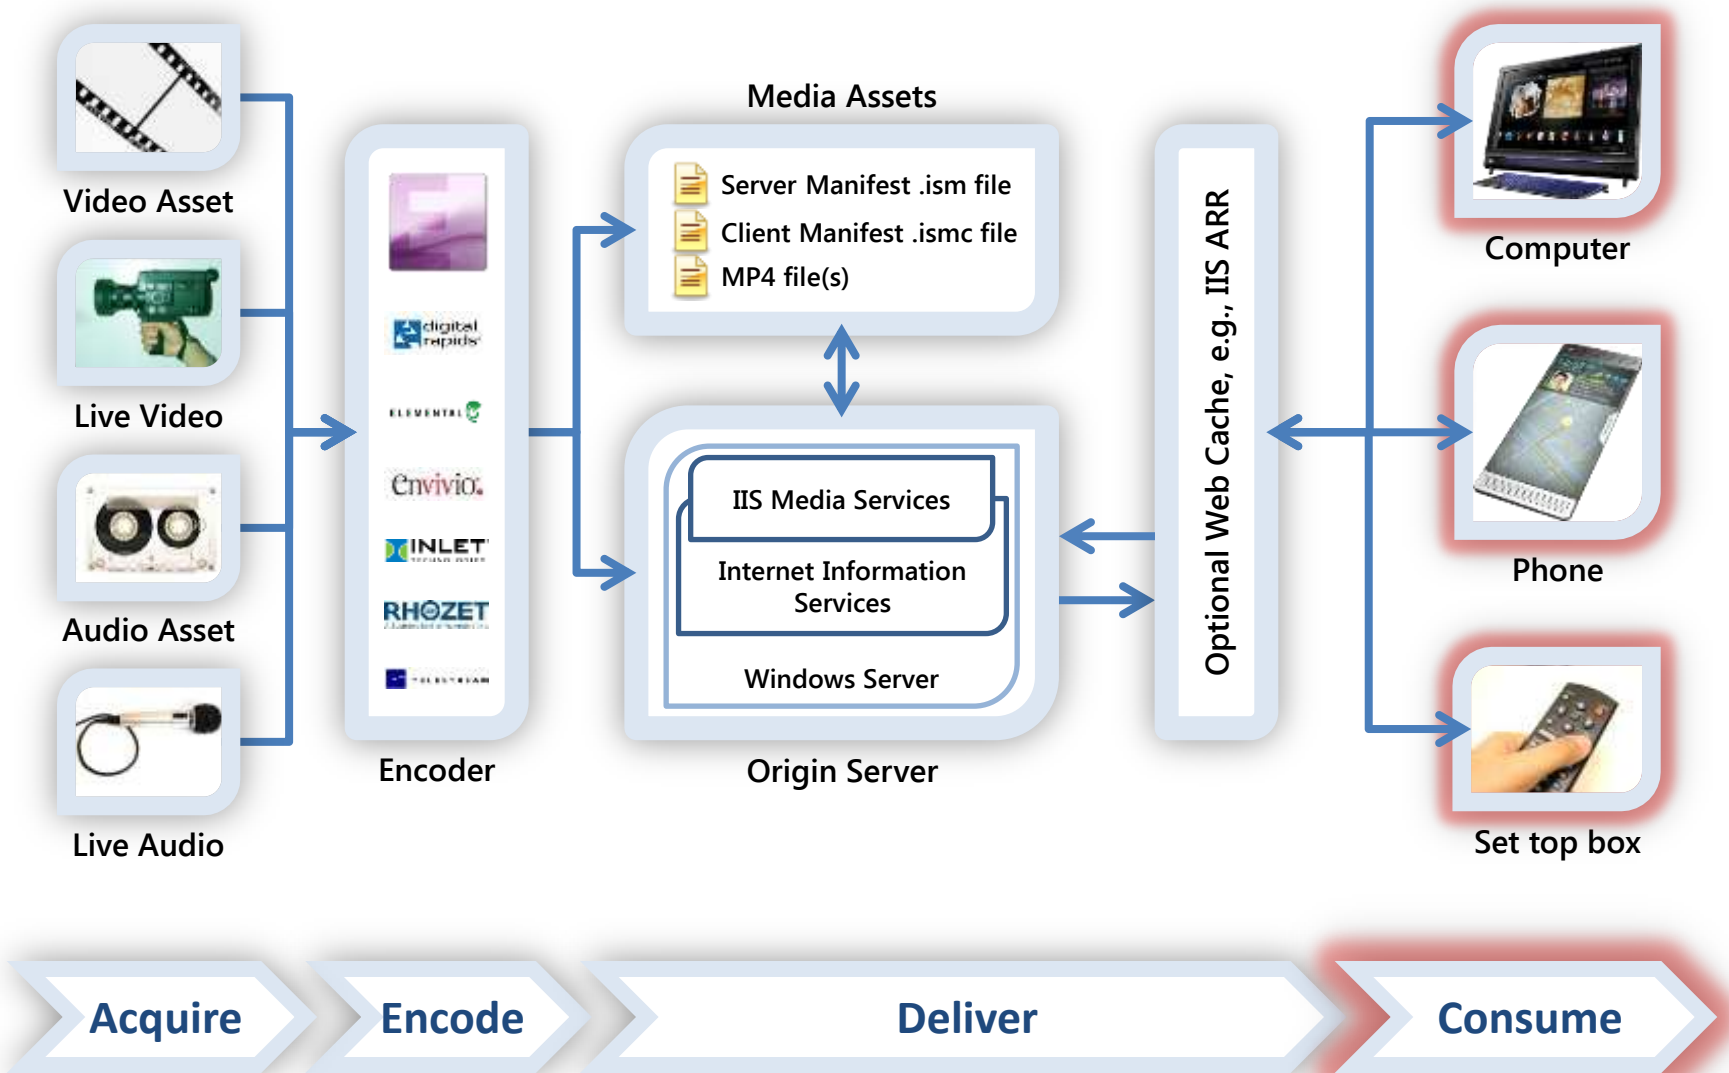 Video Asset
Live Video
Audio Asset
Live Audio
digital
rapids
ELEMENTAL
envivio
INLET
RHOZET
TELESTREAM
Encoder
Media Assets
Server Manifest .ism file
Client Manifest .ismc file
MP4 file(s)
IIS Media Services
Internet Information
Services
Windows Server
Origin Server
Optional Web Cache, e.g., IIS ARR
Computer
Phone
Set top box
Acquire
Encode
Deliver
Consume